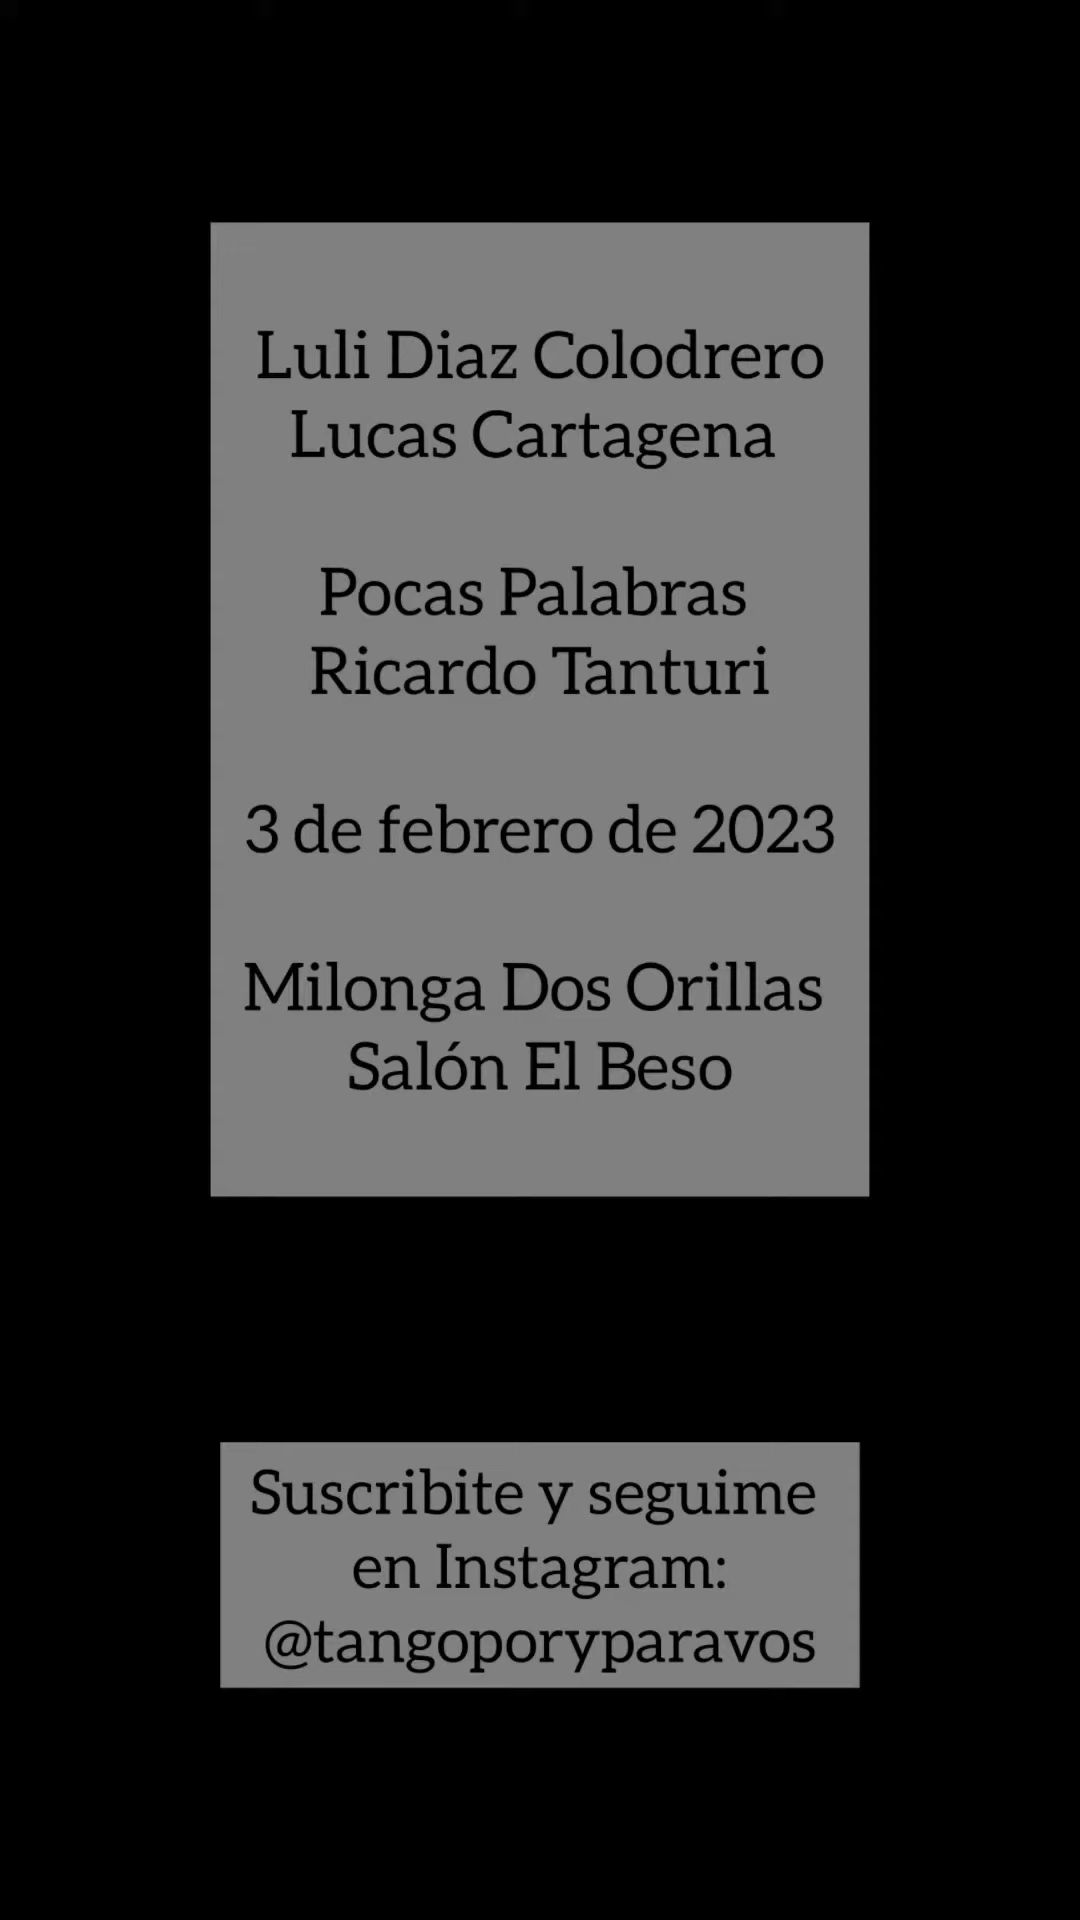 Luli Diaz Colodrero
Lucas Cartagena
Pocas Palabras
Ricardo Tanturi
3 de febrero de 2023
Milonga Dos Orillas
Salón El Beso
Suscribite y seguime
en Instagram:
@tangoporyparavos